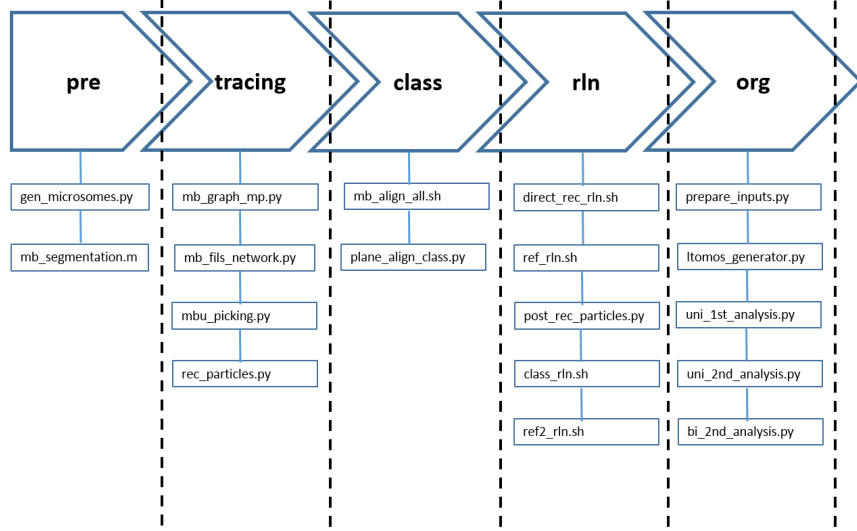 pre
tracing
class
rln
org
gen_microsomes.py
mb_segmentation.m
mb_graph_mp.py
mb_fils_network.py
mbu_picking.py
rec_particles.py
mb_align_all.sh
plane_align_class.py
direct_rec_rln.sh
ref_rln.sh
post_rec_particles.py
class_rln.sh
ref2_rln.sh
prepare_inputs.py
ltomos_generator.py
uni_1st_analysis.py
uni_2nd_analysis.py
bi_2nd_analysis.py